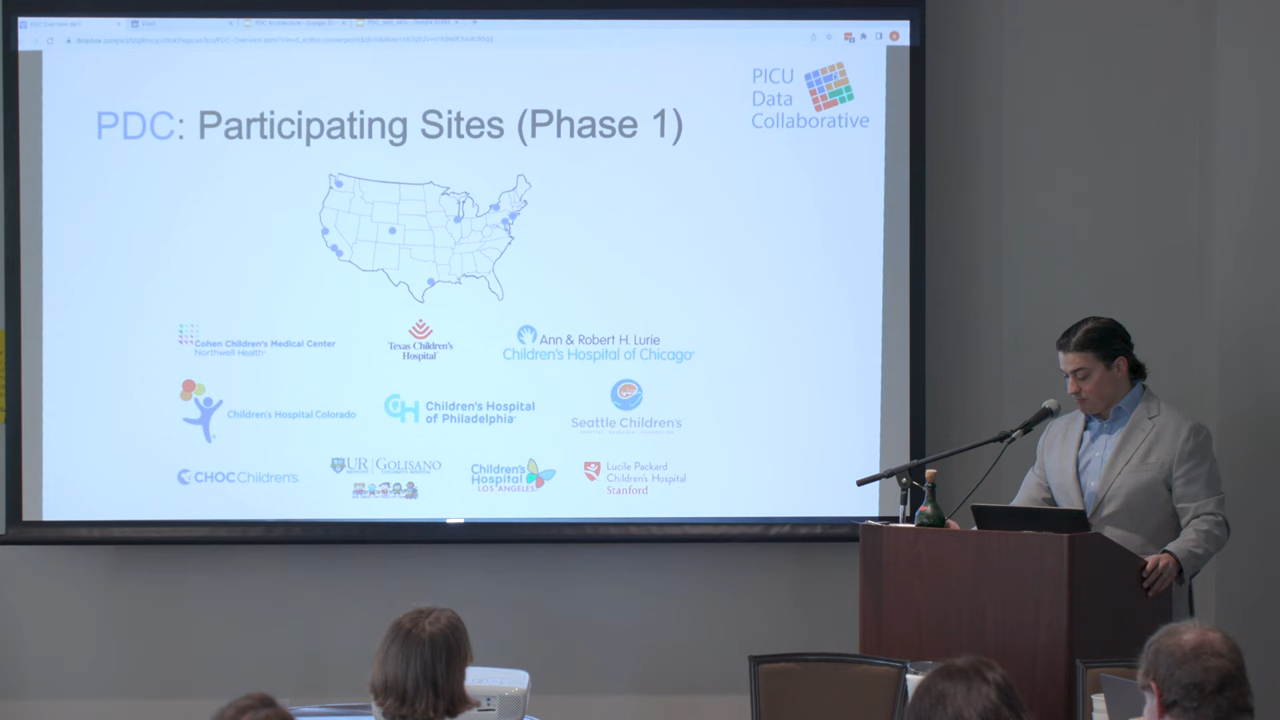 PICU
Data
Collaborative
PDC: Participating Sites (Phase 1)
Cohen Children's Medical Center
Northwell Health
Texas Children's
Hospital
Ann & Robert H. Lurie
Children's Hospital of Chicago
Children's Hospital Colorado
Children's Hospital
of Philadelphia
Seattle Children's
CHOC Children's
UR
GOLISANO
Children's
Hospital
LOS ANGELES
Lucile Packard
Children's Hospital
Stanford